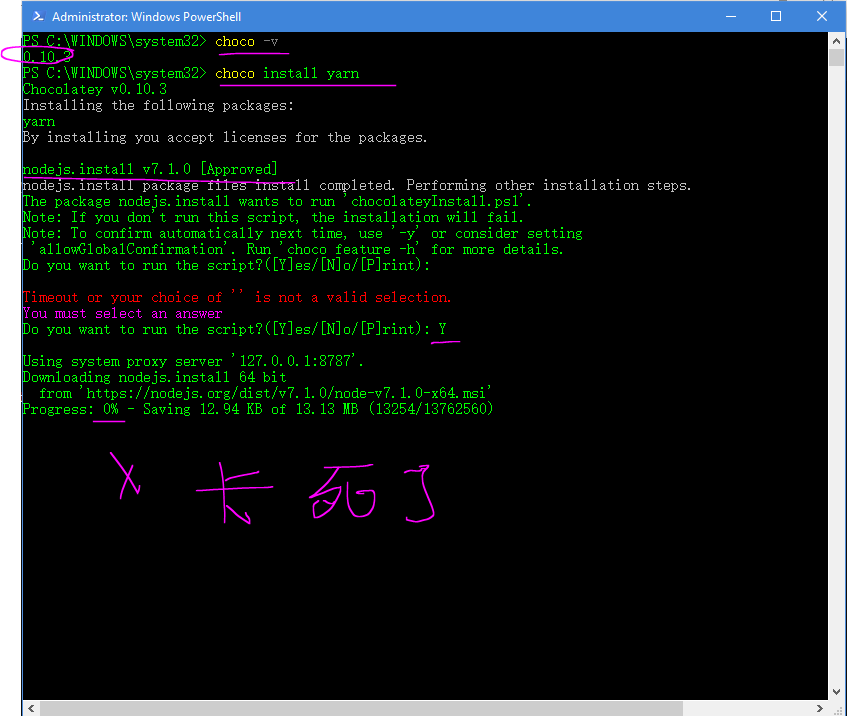 Administrator: Windows PowerShell
PS C:\WINDOWS\system32> choco -v
0.10.3
PS C:\WINDOWS\system32> choco install yarn
Chocolatey v0.10.3
Installing the following packages:
yarn
By installing you accept licenses for the packages.
nodejs.install v7.1.0 [Approved]
nodejs.install package files install completed. Performing other installation steps.
The package nodejs.install wants to run 'chocolateyInstall.ps1'.
Note: If you don't run this script, the installation will fail.
Note: To confirm automatically next time, use '-y' or consider setting
'allowGlobalConfirmation'. Run 'choco feature -h' for more details.
Do you want to run the script?([Y]es/[N]o/[P]rint):
Timeout or your choice of '' is not a valid selection.
You must select an answer
Do you want to run the script?([Y]es/[N]o/[P]rint): Y
Using system proxy server '127.0.0.1:8787'.
Downloading nodejs.install 64 bit
from 'https://nodejs.org/dist/v7.1.0/node-v7.1.0-x64.msi'
Progress: 0% - Saving 12.94 KB of 13.13 MB (13254/13762560)
X 卡死了